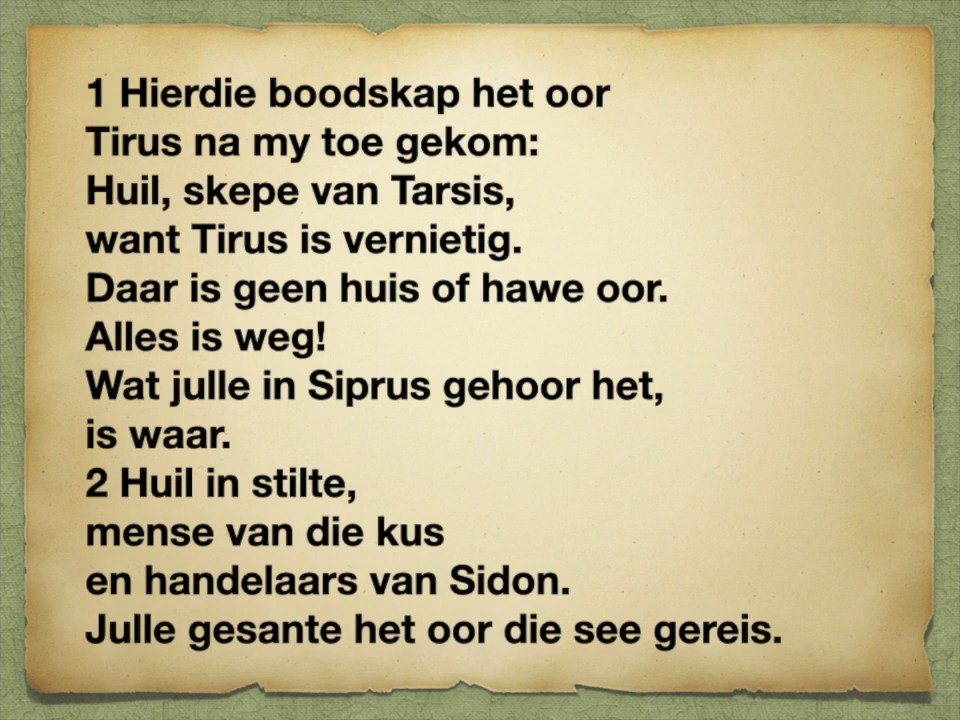 1 Hierdie boodskap het oor
Tirus na my toe gekom:
Huil, skepe van Tarsis,
want Tirus is vernietig.
Daar is geen huis of hawe oor.
Alles is weg!
Wat julle in Siprus gehoor het,
is waar.
2 Huil in stilte,
mense van die kus
en handelaars van Sidon.
Julle gesante het oor die see gereis.